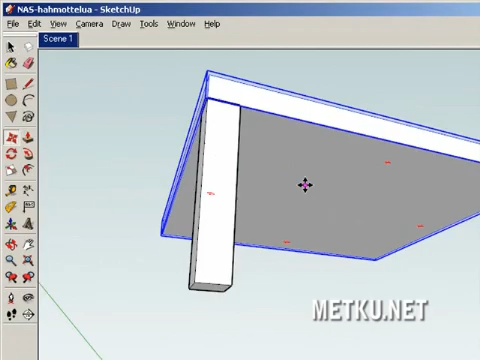 NAS-hahmottelua - SketchUp
File Edit View Camera Draw Tools Window Help
Scene 1
METKU.NET